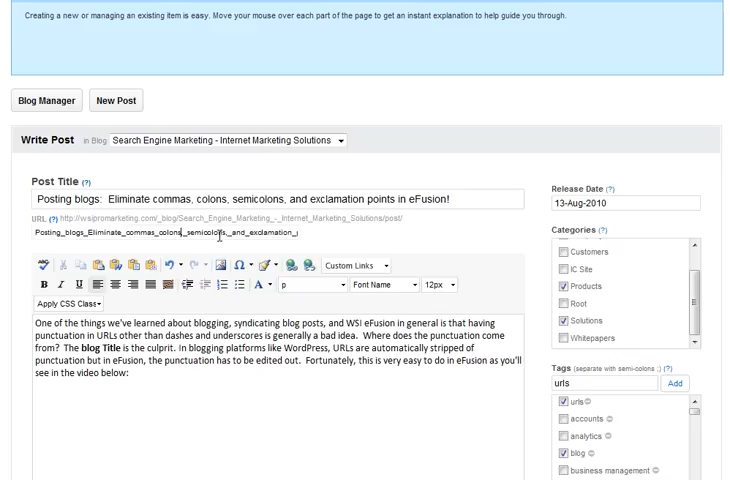 Creating a new or managing an existing item is easy. Move your mouse over each part of the page to get an instant explanation to help guide you through.
Blog Manager
New Post
Write Post in Blog Search Engine Marketing - Internet Marketing Solutions
Post Title (?)
Posting blogs:  Eliminate commas, colons, semicolons, and exclamation points in eFusion!
URL (?) http://wsipromarketing.com/_blog/Search_Engine_Marketing_-_Internet_Marketing_Solutions/post/
Posting_blogs_Eliminate_commas_colons_semicolons,_and_exclamation_
ABC
Custom Links
B I U
A
p
Font Name
12px
Apply CSS Class
One of the things we've learned about blogging, syndicating blog posts, and WSI eFusion in general is that having
punctuation in URLs other than dashes and underscores is generally a bad idea.  Where does the punctuation come
from?  The blog Title is the culprit. In blogging platforms like WordPress, URLs are automatically stripped of
punctuation but in eFusion, the punctuation has to be edited out.  Fortunately, this is very easy to do in eFusion as you'll
see in the video below:
Release Date (?)
13-Aug-2010
Categories (?)
Customers
IC Site
Products
Root
Solutions
Whitepapers
Tags (separate with semi-colons ;) (?)
urls
Add
urls
accounts
analytics
blog
business management